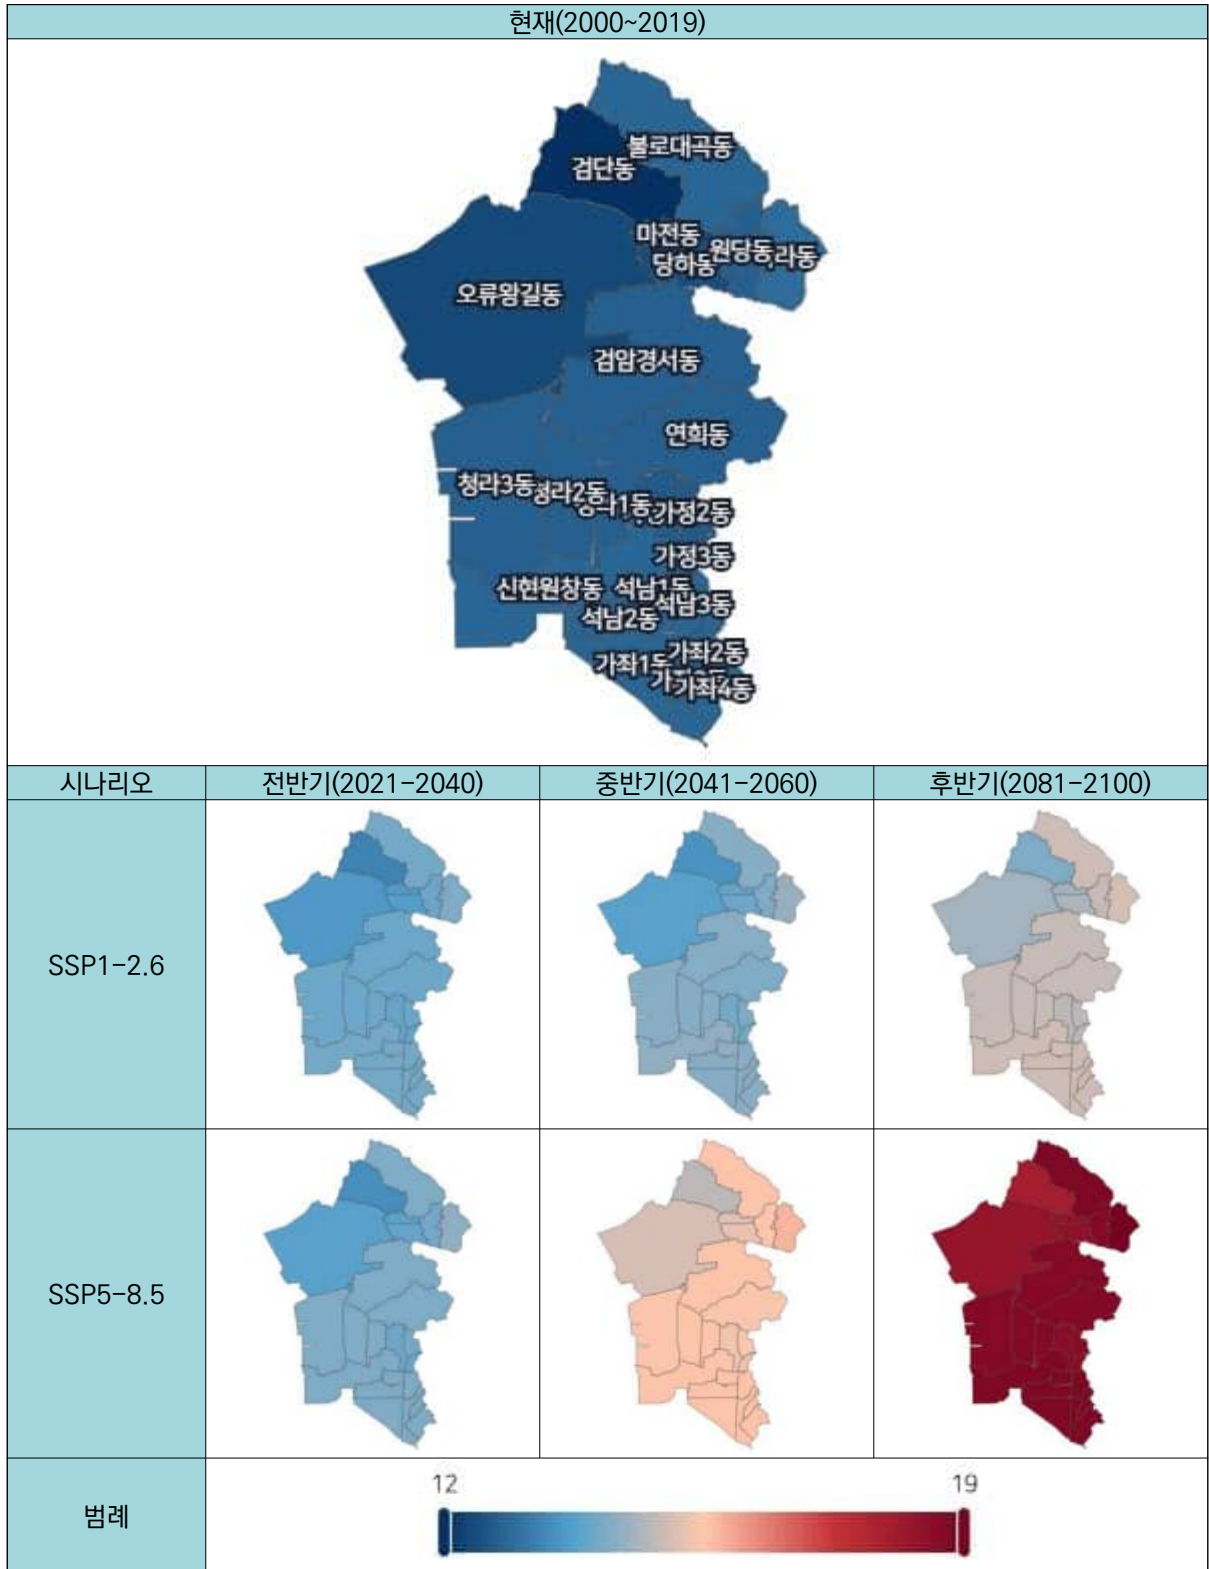 현재(2000~2019)
불로대곡동
검단동
마전동
원당동
라동
당하동
오류왕길동
검암경서동
연희동
청라3동
청라2동
라1동
가정2동
가정3동
신현원창동
석남1동
석남3동
석남2동
가좌2동
가좌1동
가좌4동
시나리오 전반기(2021-2040) 중반기(2041-2060) 후반기(2081-2100)
SSP1-2.6
SSP5-8.5
범례
12 19